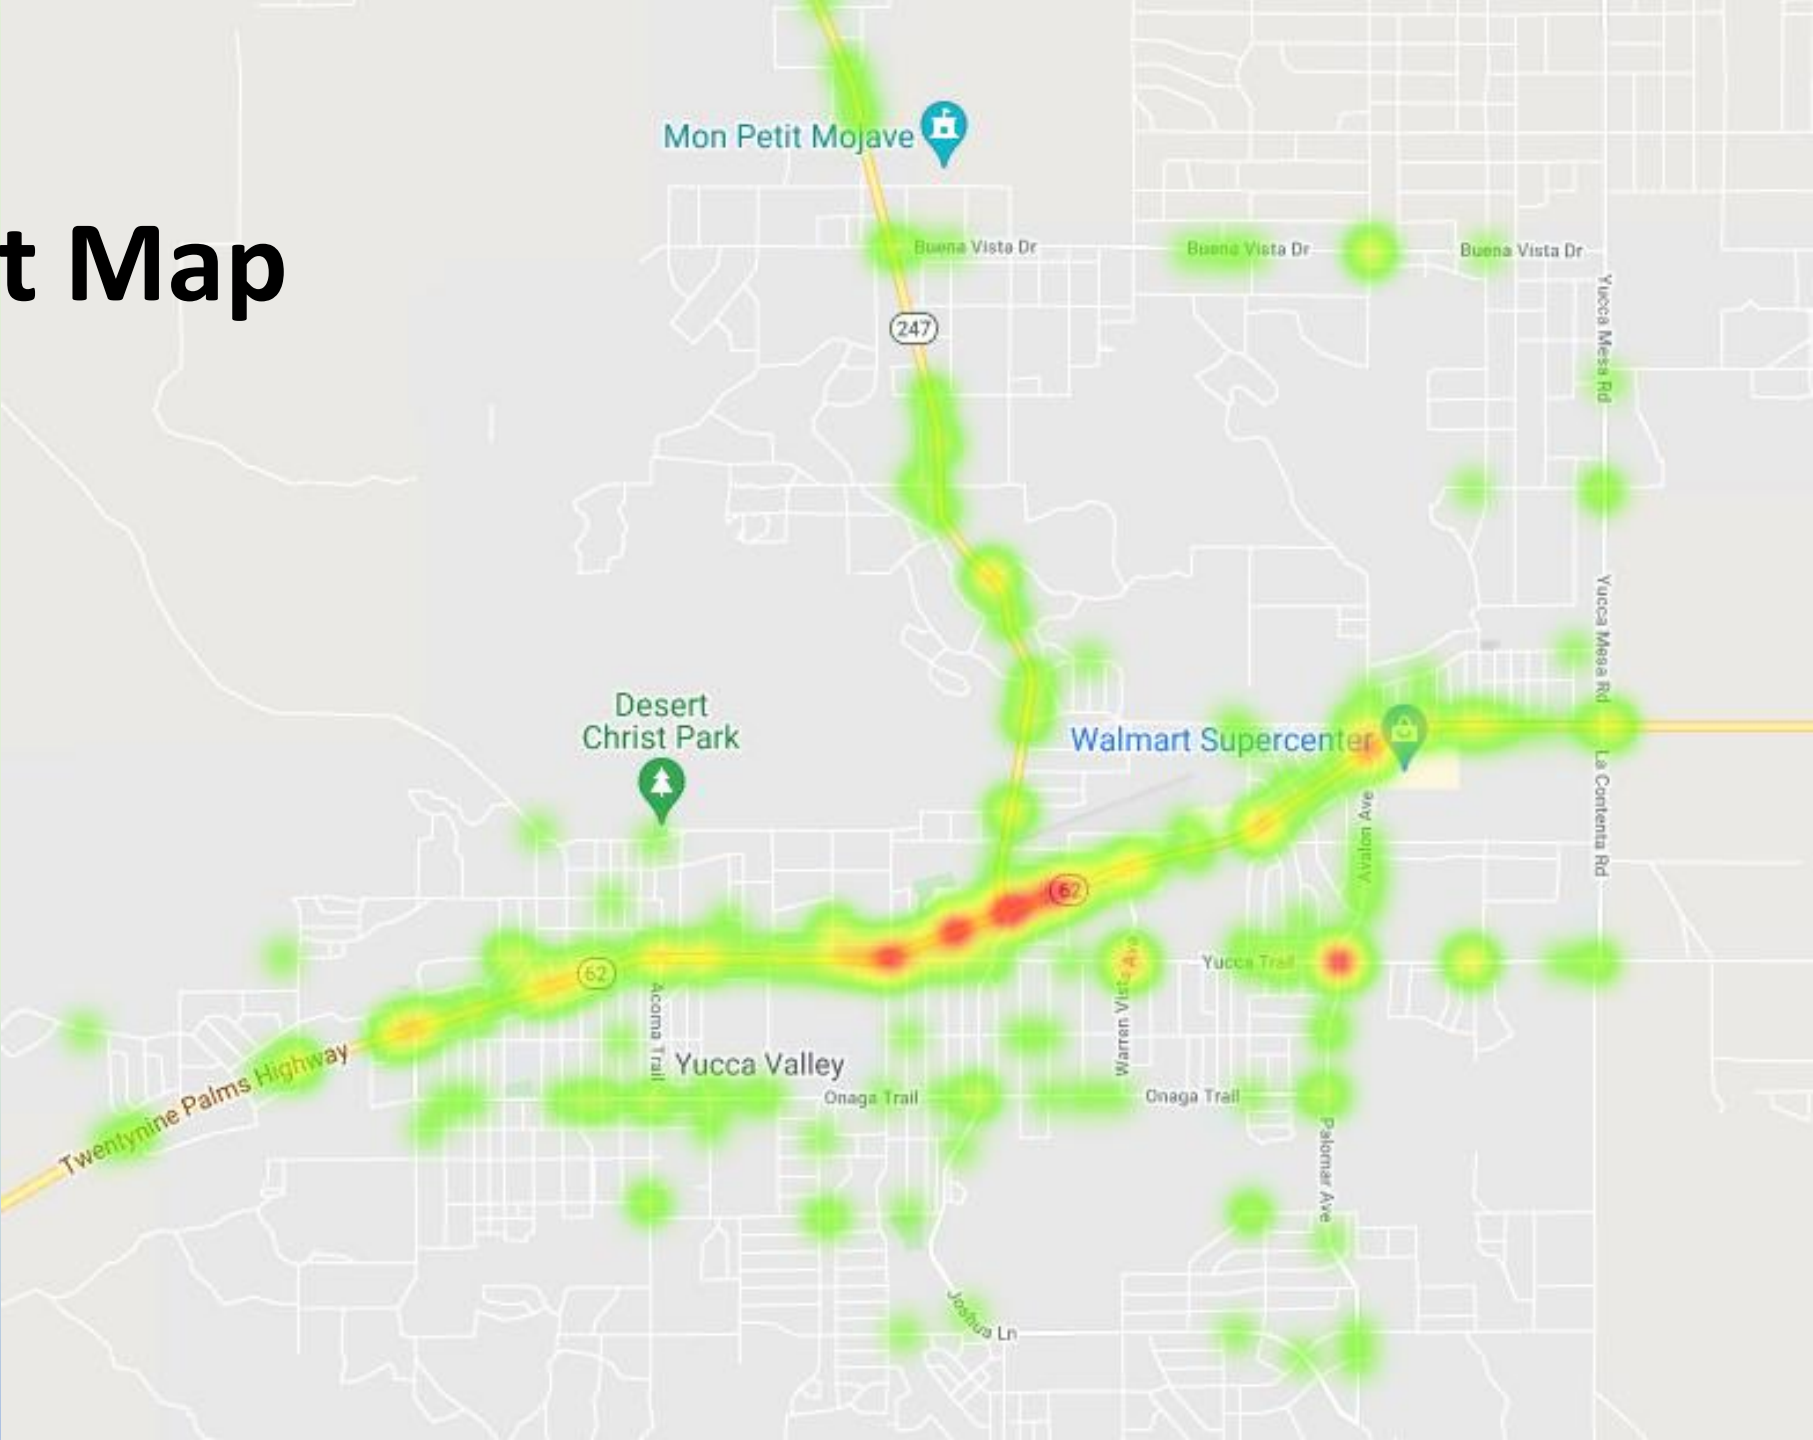 t Map
Mon Petit Mojave
Buena Vista Dr
Buena Vista Dr
Buena Vista Dr
247
Yucca Mesa Rd
Yucca Mesa Rd
Desert
Christ Park
Walmart Supercenter
La Contenta Rd
Avalon Ave
62
62
Yucca Trail
Warren Vista Ave
Acoma Trail
Twentynine Palms Highway
Yucca Valley
Onaga Trail
Onaga Trail
Palomar Ave
Joshua Ln